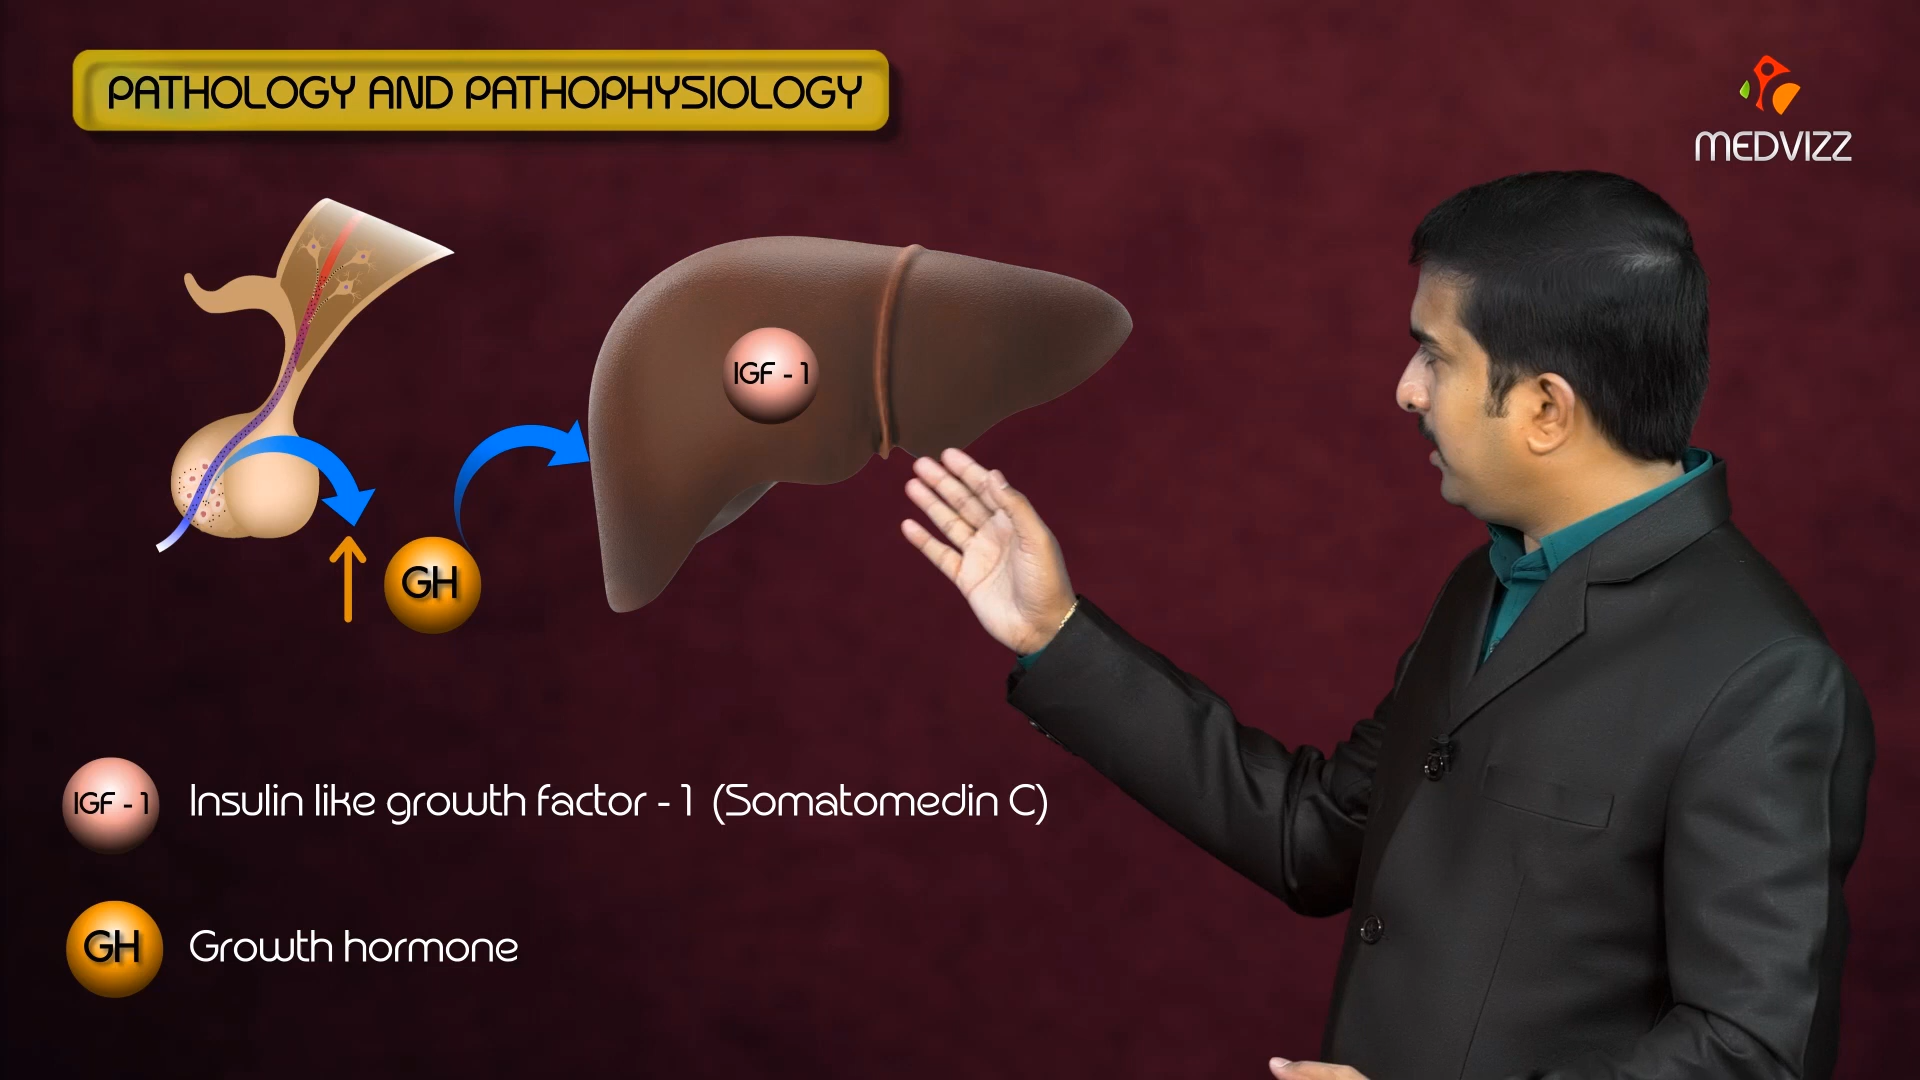 PATHOLOGY AND PATHOPHYSIOLOGY
MEDVIZZ
IGF - 1
GH
IGF - 1 Insulin like growth factor - 1 (Somatomedin C)
GH Growth hormone